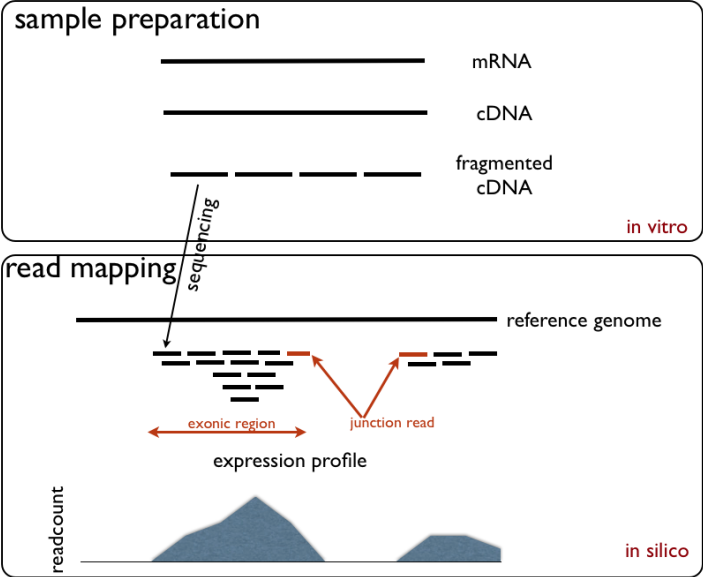 sample preparation
mRNA
cDNA
fragmented
cDNA
in vitro
sequencing
read mapping
reference genome
exonic region
junction read
expression profile
readcount
in silico